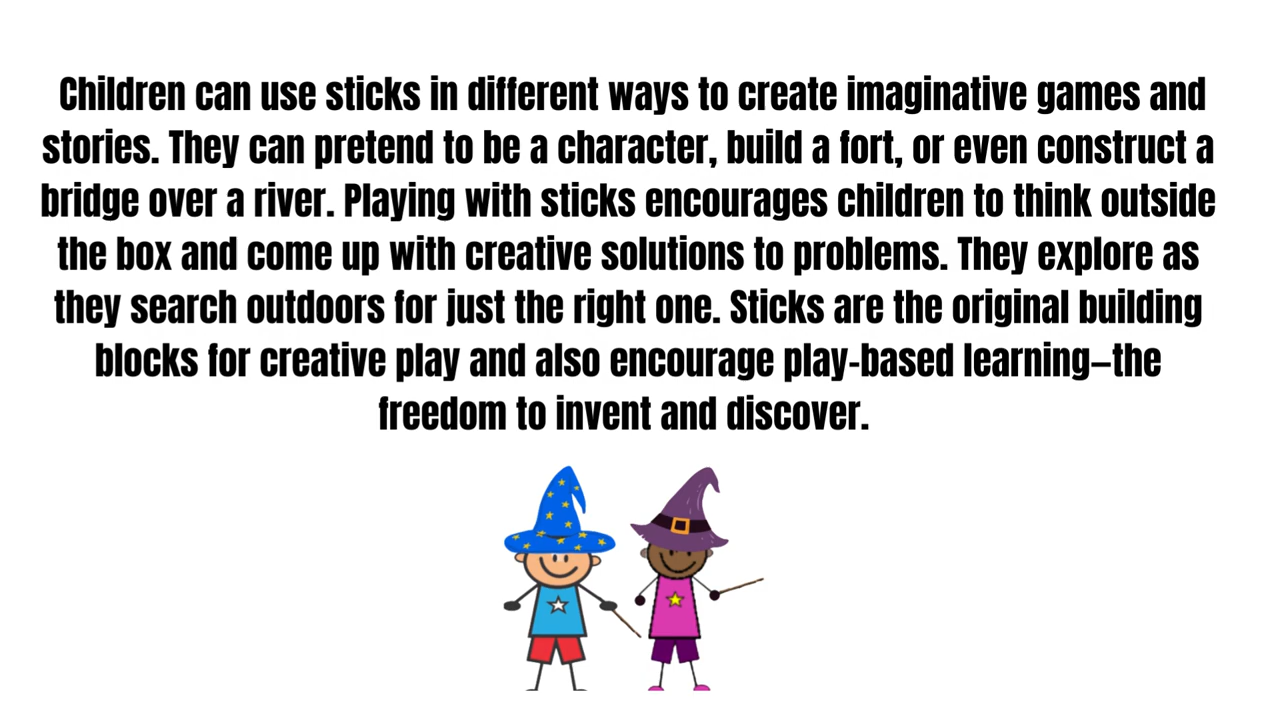 Children can use sticks in different ways to create imaginative games and
stories. They can pretend to be a character, build a fort, or even construct a
bridge over a river. Playing with sticks encourages children to think outside
the box and come up with creative solutions to problems. They explore as
they search outdoors for just the right one. Sticks are the original building
blocks for creative play and also encourage play-based learning—the
freedom to invent and discover.